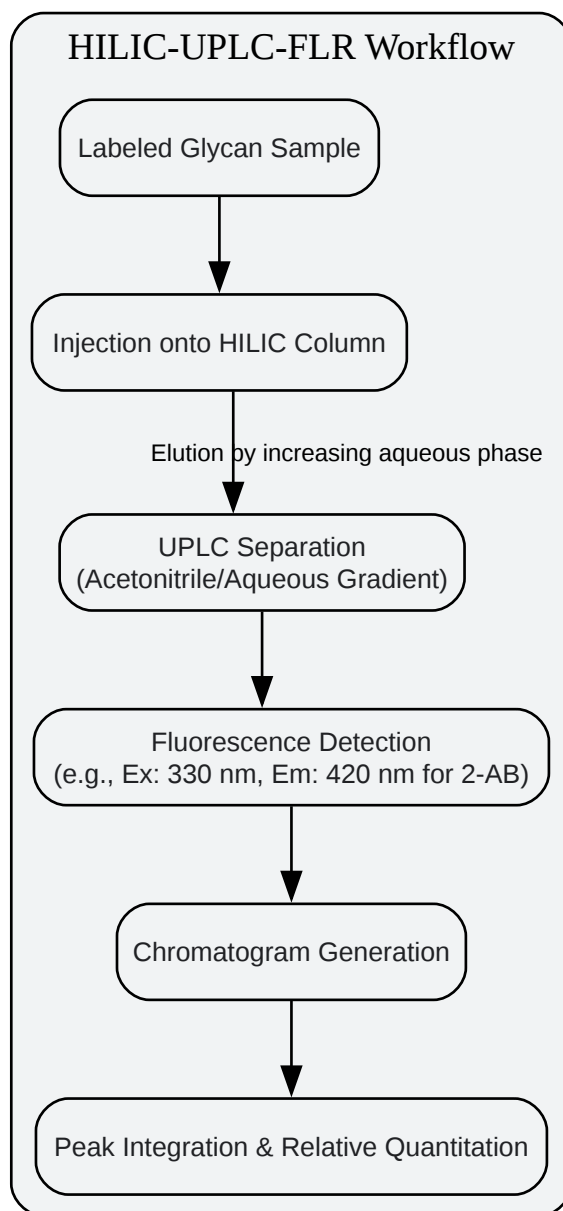 HILIC-UPLC-FLR Workflow
Labeled Glycan Sample
Injection onto HILIC Column
Elution by increasing aqueous phase
UPLC Separation
(Acetonitrile/Aqueous Gradient)
Fluorescence Detection
(e.g., Ex: 330 nm, Em: 420 nm for 2-AB)
Chromatogram Generation
Peak Integration & Relative Quantitation